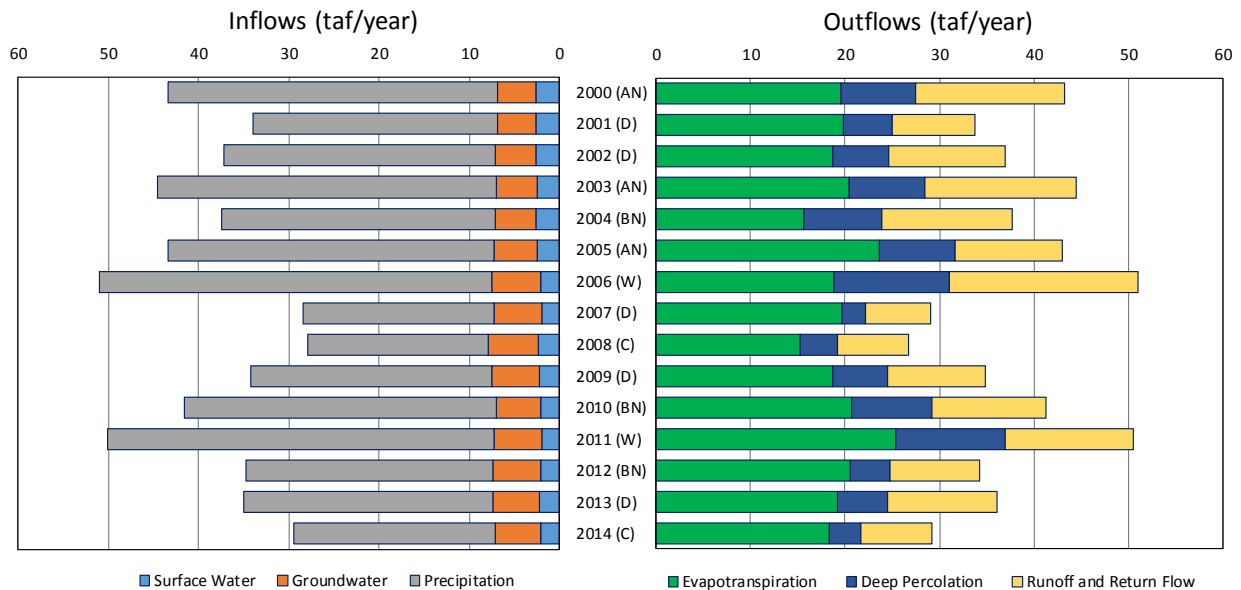 Inflows (taf/year)
Outflows (taf/year)
60 50 40 30 20 10 0
0 10 20 30 40 50 60
2000 (AN)
2001 (D)
2002 (D)
2003 (AN)
2004 (BN)
2005 (AN)
2006 (W)
2007 (D)
2008 (C)
2009 (D)
2010 (BN)
2011 (W)
2012 (BN)
2013 (D)
2014 (C)
Surface Water Groundwater Precipitation
Evapotranspiration Deep Percolation Runoff and Return Flow